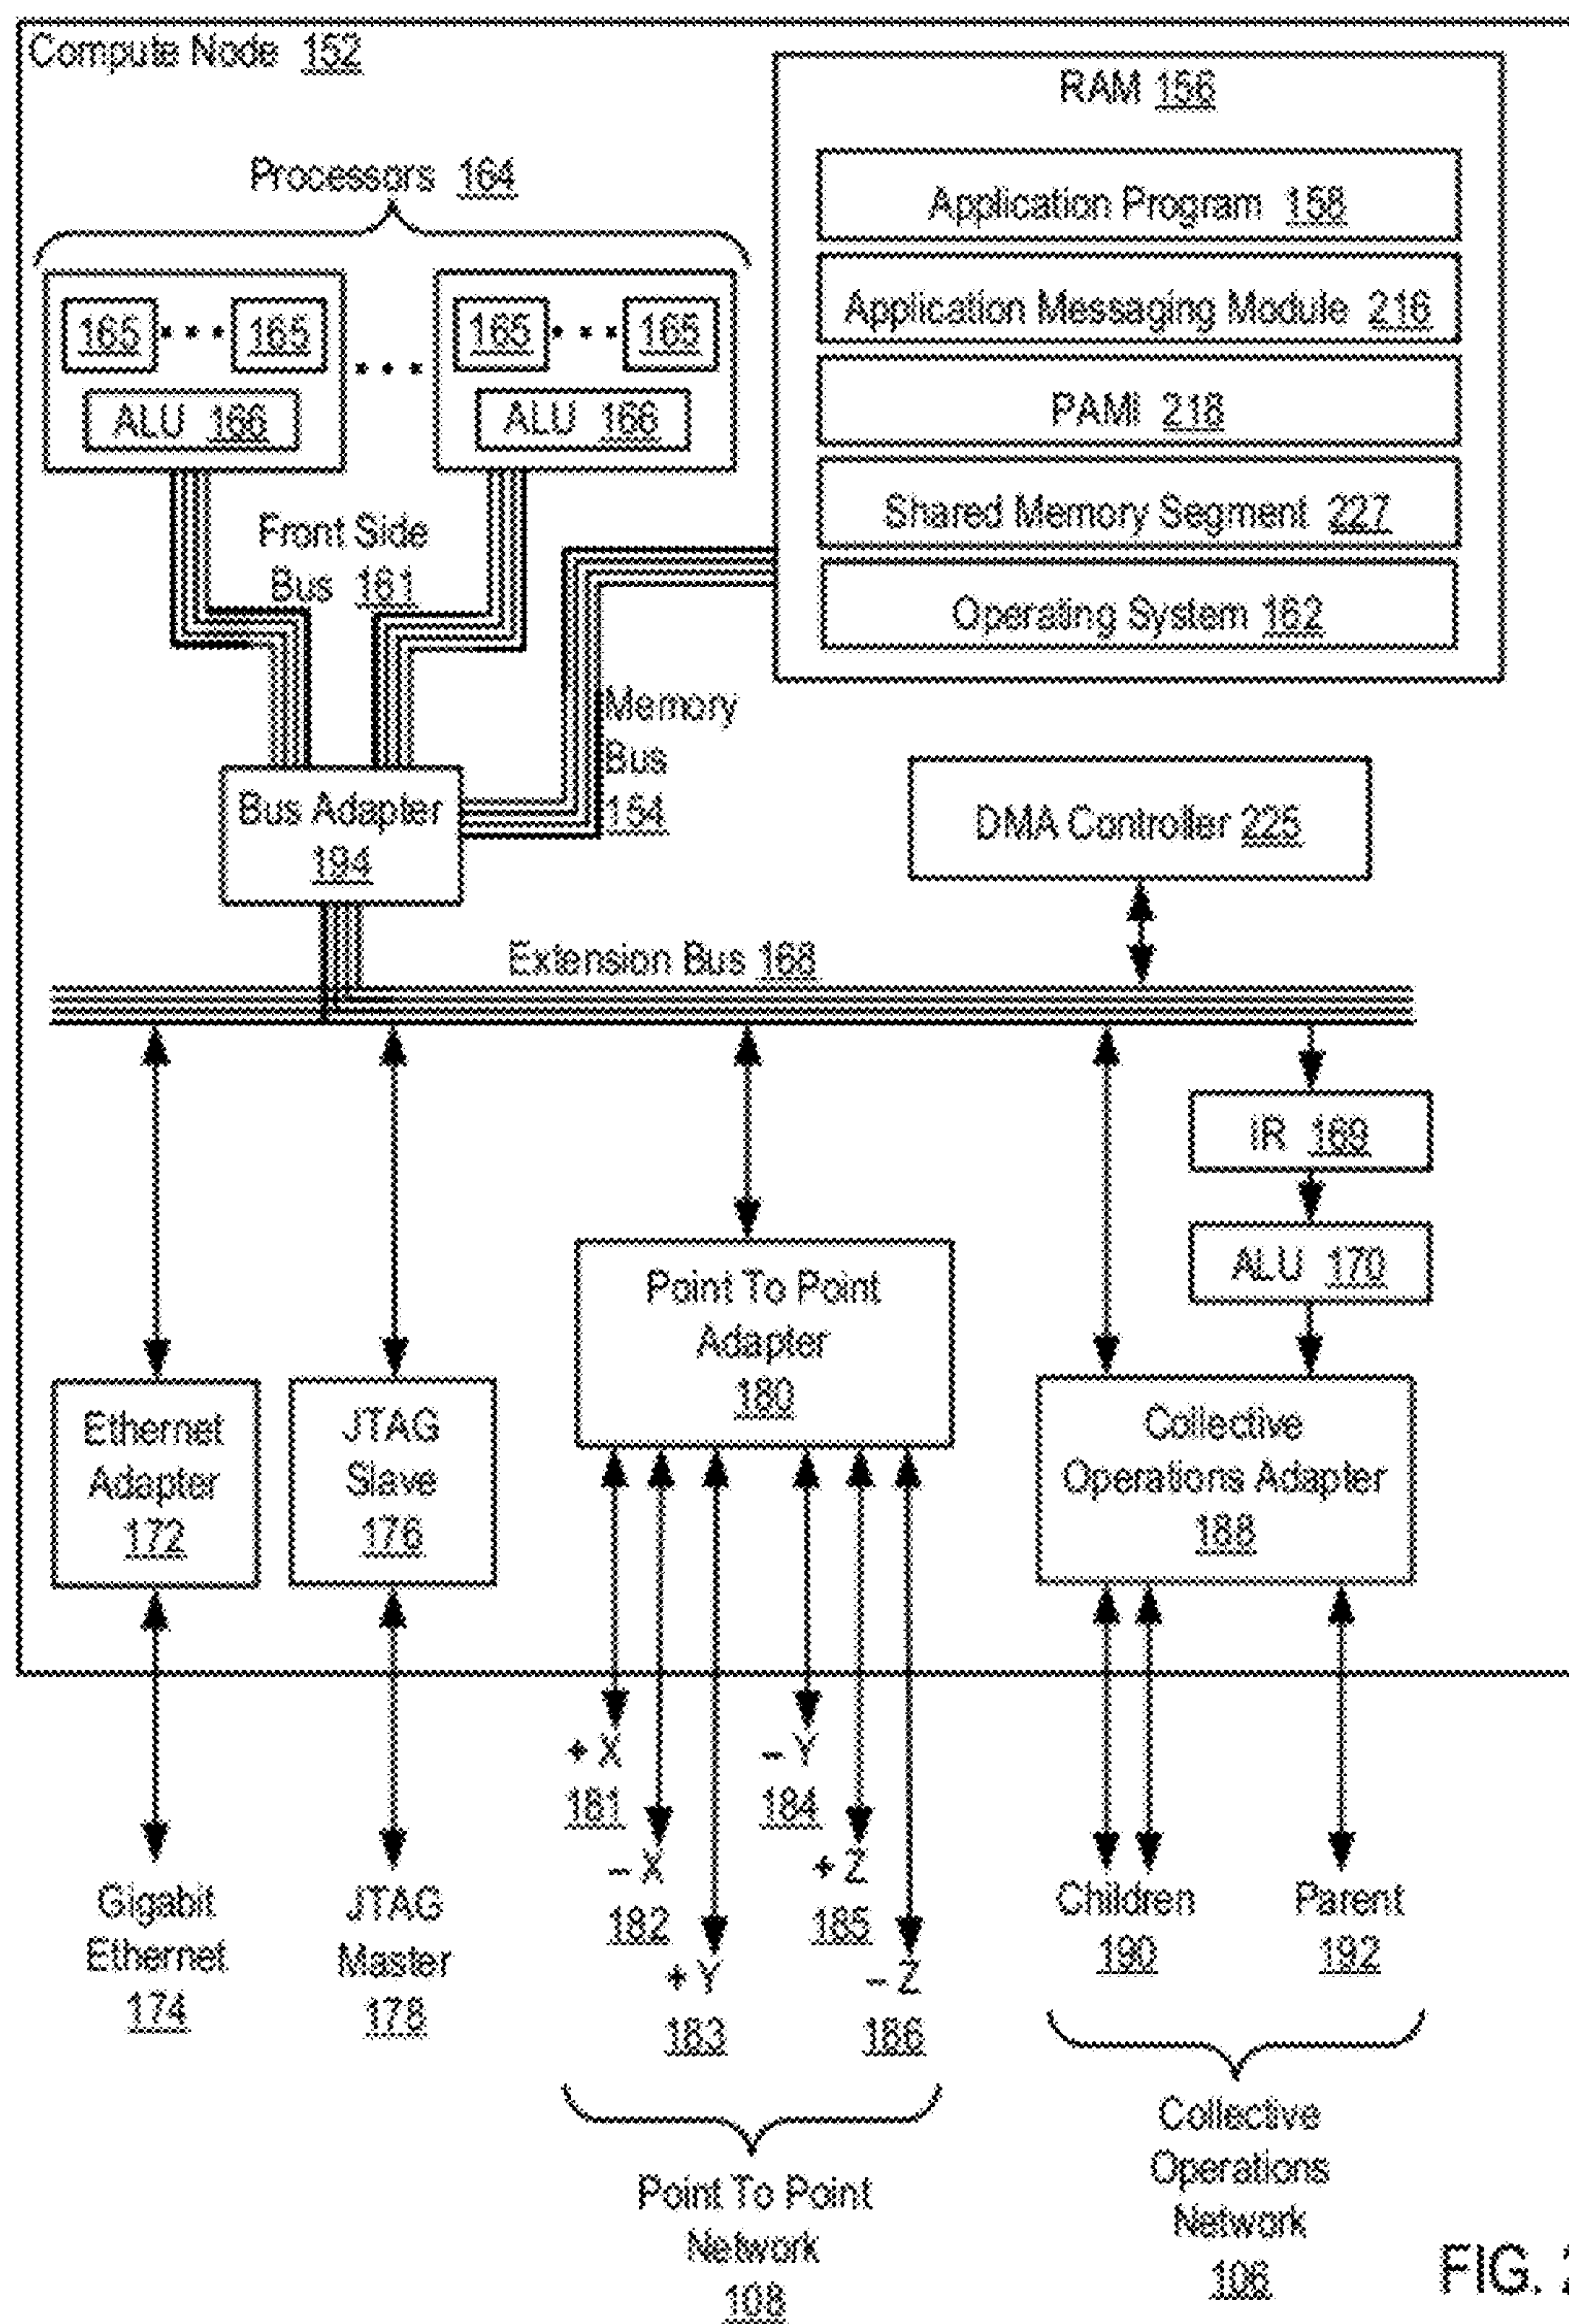 Compute Node 152
RAM 156
Processors 164
Application Program 158
Application Messaging Module 216
PAMI 218
Shared Memory Segment 227
Operating System 162
165 ... 165
ALU 166
...
165 ... 165
ALU 166
Front Side
Bus 161
Memory
Bus
154
Bus Adapter
194
DMA Controller 225
Extension Bus 168
IR 169
ALU 170
Point To Point
Adapter
180
Ethernet
Adapter
172
JTAG
Slave
176
Collective
Operations Adapter
188
+ X
181
- X
182
+ Y
183
- Y
184
+ Z
185
- Z
186
Gigabit
Ethernet
174
JTAG
Master
178
Children
190
Parent
192
Point To Point
Network
108
Collective
Operations
Network
106
FIG. 2